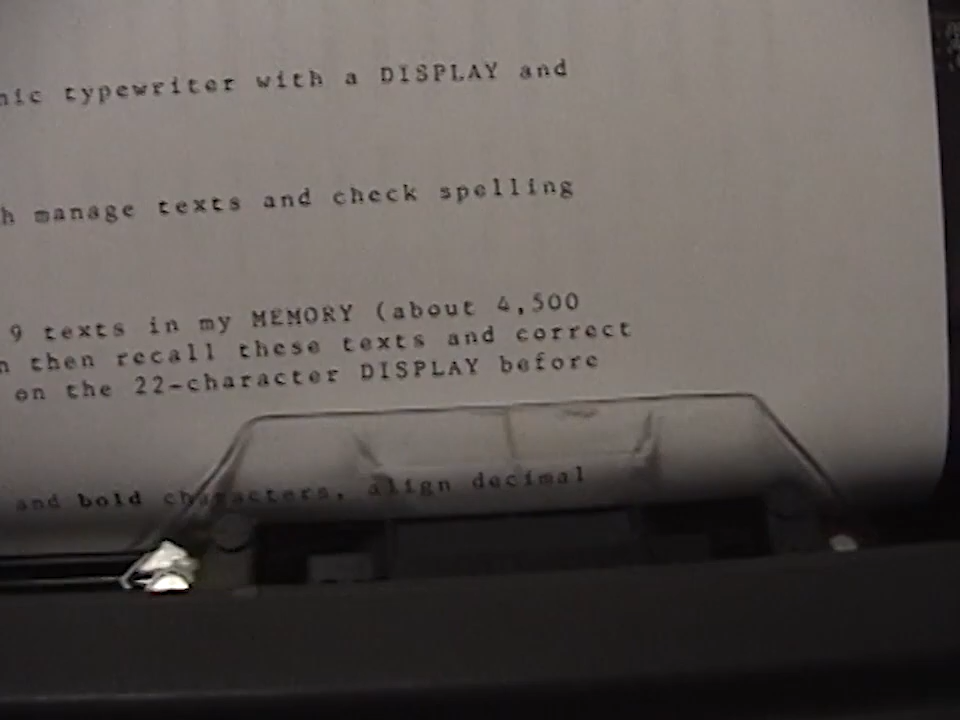 nic typewriter with a DISPLAY and
h manage texts and check spelling
9 texts in my MEMORY (about 4,500
n then recall these texts and correct
on the 22-character DISPLAY before
and bold characters, align decimal